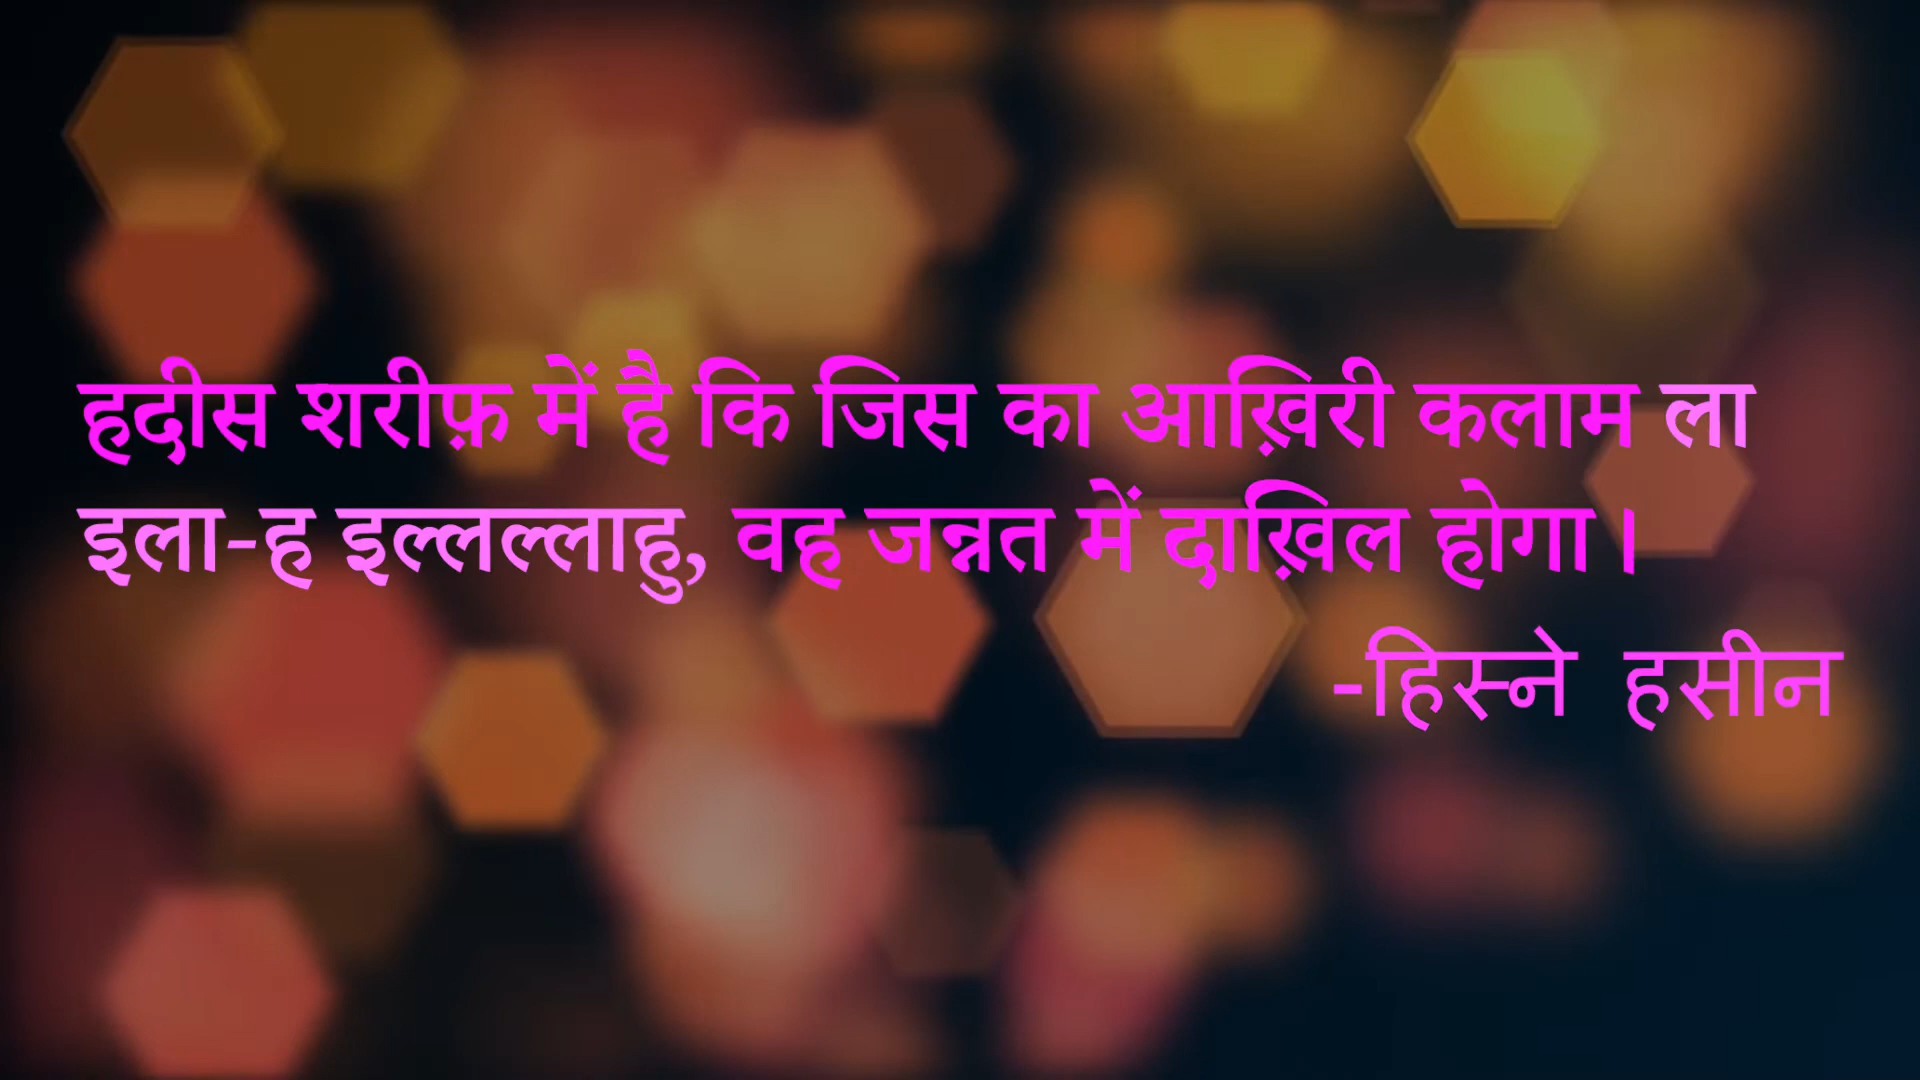 हदीस शरीफ़ में है कि जिस का आख़िरी कलाम ला
इला-ह इल्लल्लाहु, वह जन्नत में दाख़िल होगा।
-हिस्ने हसीन